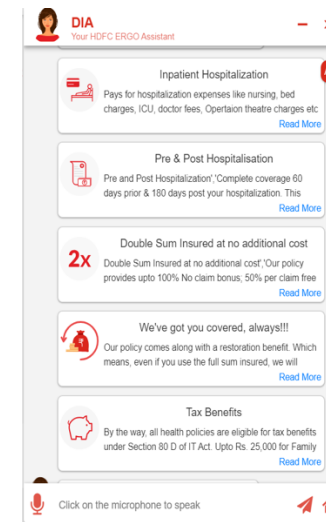 DIA
Your HDFC ERGO Assistant
Inpatient Hospitalization
Pays for hospitalization expenses like nursing, bed
charges, ICU, doctor fees, Opertaion theatre charges etc
Read More
Pre & Post Hospitalisation
Pre and Post Hospitalization','Complete coverage 60
days prior & 180 days post your hospitalization. This
Read More
2x
Double Sum Insured at no additional cost
Double Sum Insured at no additional cost','Our policy
provides upto 100% No claim bonus; 50% per claim free
Read More
We've got you covered, always!!!
Our policy comes along with a restoration benefit. Which
means, even if you use the full sum insured, we will
Read More
Tax Benefits
By the way, all health policies are eligible for tax benefits
under Section 80 D of IT Act. Upto Rs. 25,000 for Family
Read More
Click on the microphone to speak